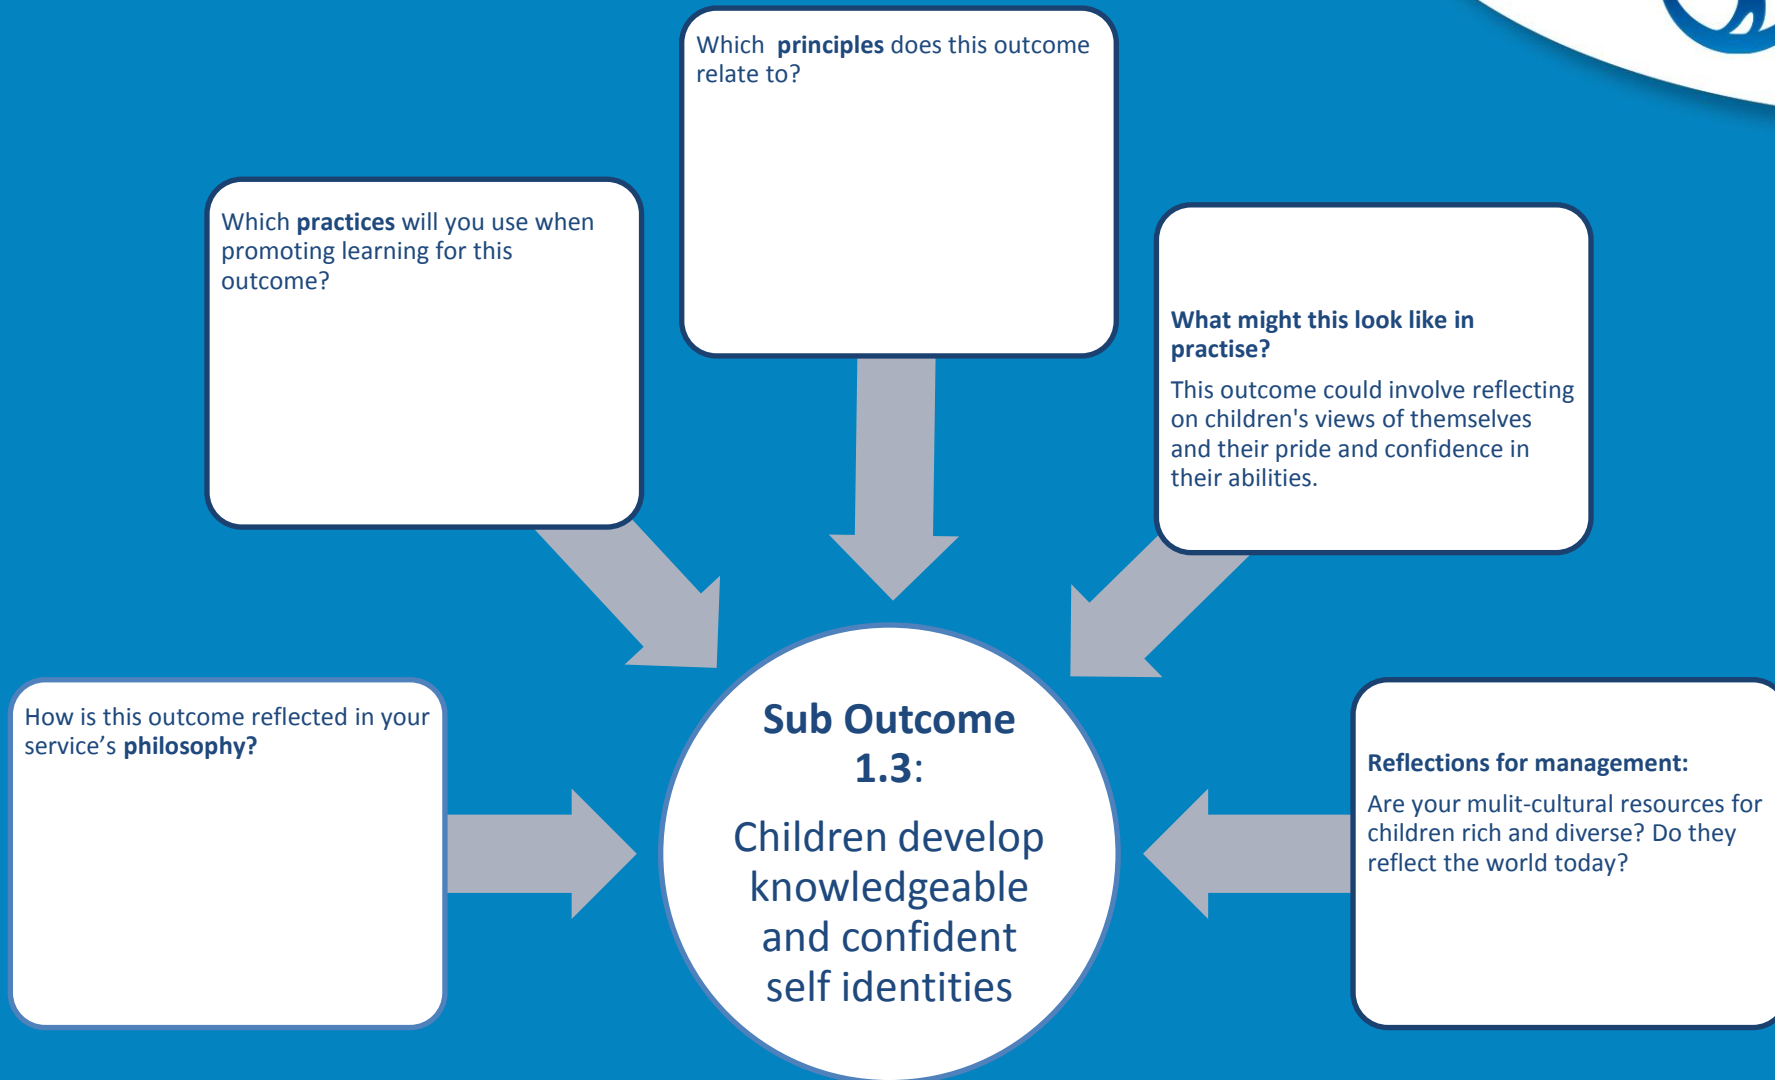 Which principles does this outcome
relate to?
Which practices will you use when
promoting learning for this
outcome?
What might this look like in
practise?
This outcome could involve reflecting
on children's views of themselves
and their pride and confidence in
their abilities.
How is this outcome reflected in your
service’s philosophy?
Sub Outcome
1.3:
Children develop
knowledgeable
and confident
self identities
Reflections for management:
Are your mulit-cultural resources for
children rich and diverse? Do they
reflect the world today?